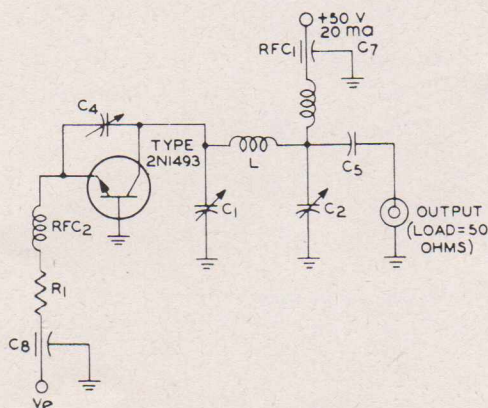 +50 V
20 ma
RFC1
C7
C4
TYPE
2N1493
L
C5
C1
C2
OUTPUT
(LOAD=50
OHMS)
RFC2
R1
C8
Ve